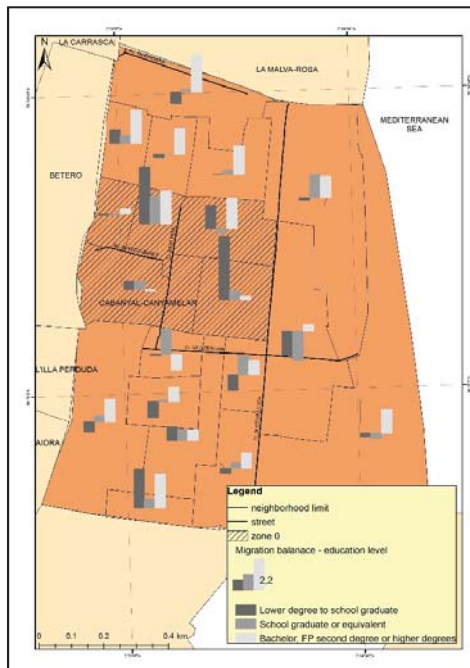 LA CARRASCA
N
LA MALVA-ROSA
MEDITERRANEAN
SEA
BETERO
CABANYAL-CANYAMELAR
L'ILLA PERDUDA
AIORA
Legend
neighborhood limit
street
zone 0
Migration balanace - education level
2,2
Lower degree to school graduate
School graduate or equivalent
Bachelor, FP second degree or higher degrees
0 0.2 0.4 km.